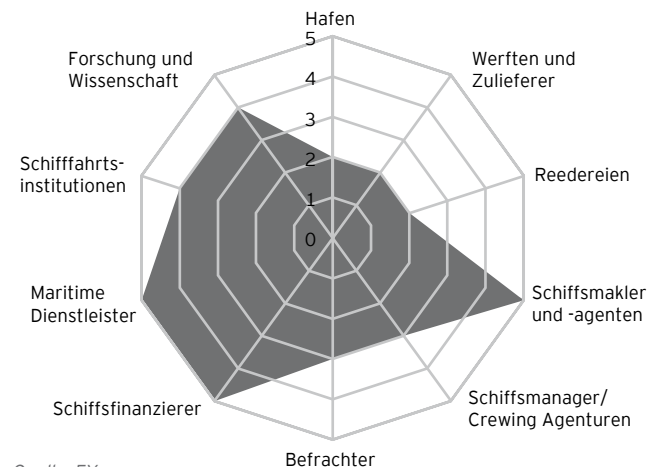 Hafen
Werften und
Zulieferer
Reedereien
Schiffsmakler
und -agenten
Schiffsmanager/
Crewing Agenturen
Befrachter
Schiffsfinanzierer
Maritime
Dienstleister
Schifffahrts-
institutionen
Forschung und
Wissenschaft
5
4
3
2
1
0